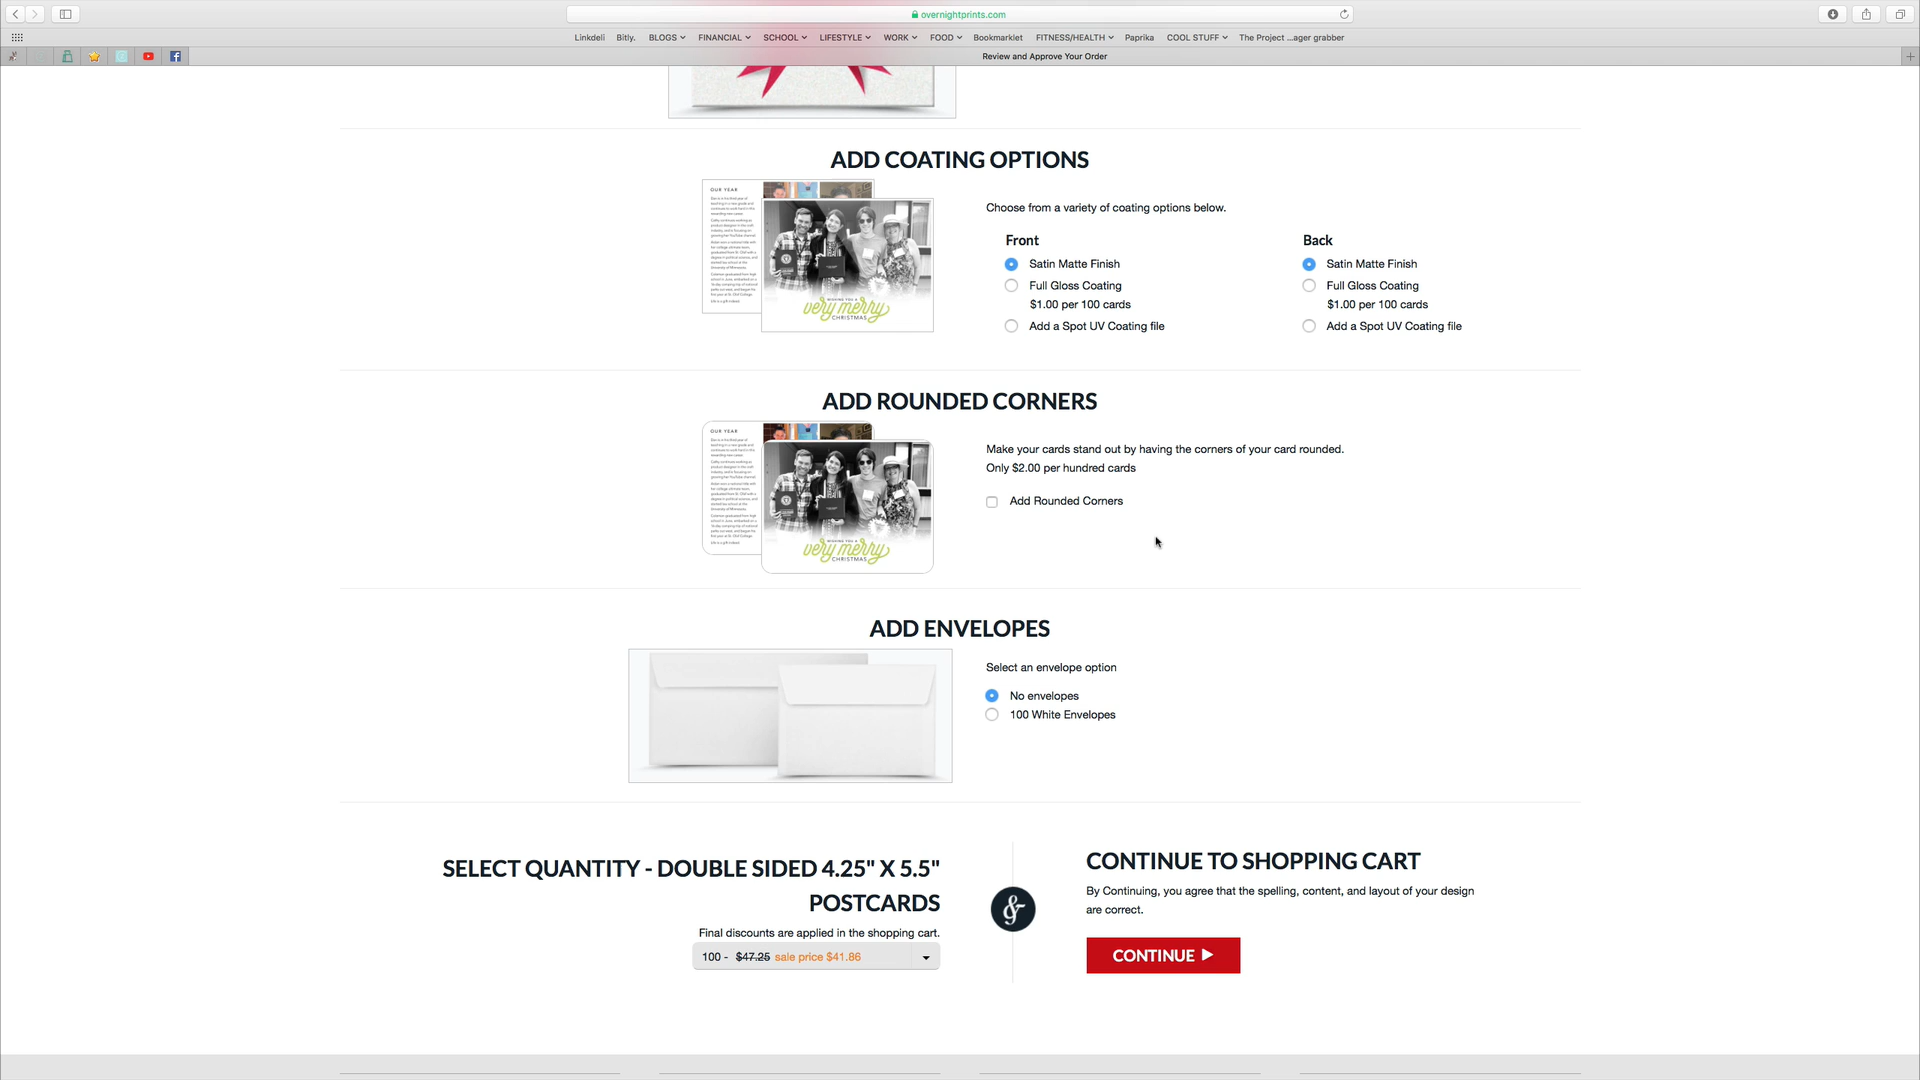 overnightprints.com
Linkdeli Bitly. BLOGS FINANCIAL SCHOOL LIFESTYLE WORK FOOD Bookmarklet FITNESS/HEALTH Paprika COOL STUFF The Project ...ager grabber
Review and Approve Your Order
ADD COATING OPTIONS
OUR YEAR
WISHING YOU A
very merry
CHRISTMAS
Choose from a variety of coating options below.
Front
Satin Matte Finish
Full Gloss Coating
$1.00 per 100 cards
Add a Spot UV Coating file
Back
Satin Matte Finish
Full Gloss Coating
$1.00 per 100 cards
Add a Spot UV Coating file
ADD ROUNDED CORNERS
OUR YEAR
WISHING YOU A
very merry
CHRISTMAS
Make your cards stand out by having the corners of your card rounded.
Only $2.00 per hundred cards
Add Rounded Corners
ADD ENVELOPES
Select an envelope option
No envelopes
100 White Envelopes
SELECT QUANTITY - DOUBLE SIDED 4.25" X 5.5"
POSTCARDS
Final discounts are applied in the shopping cart.
100 - $47.25 sale price $41.86
&
CONTINUE TO SHOPPING CART
By Continuing, you agree that the spelling, content, and layout of your design
are correct.
CONTINUE